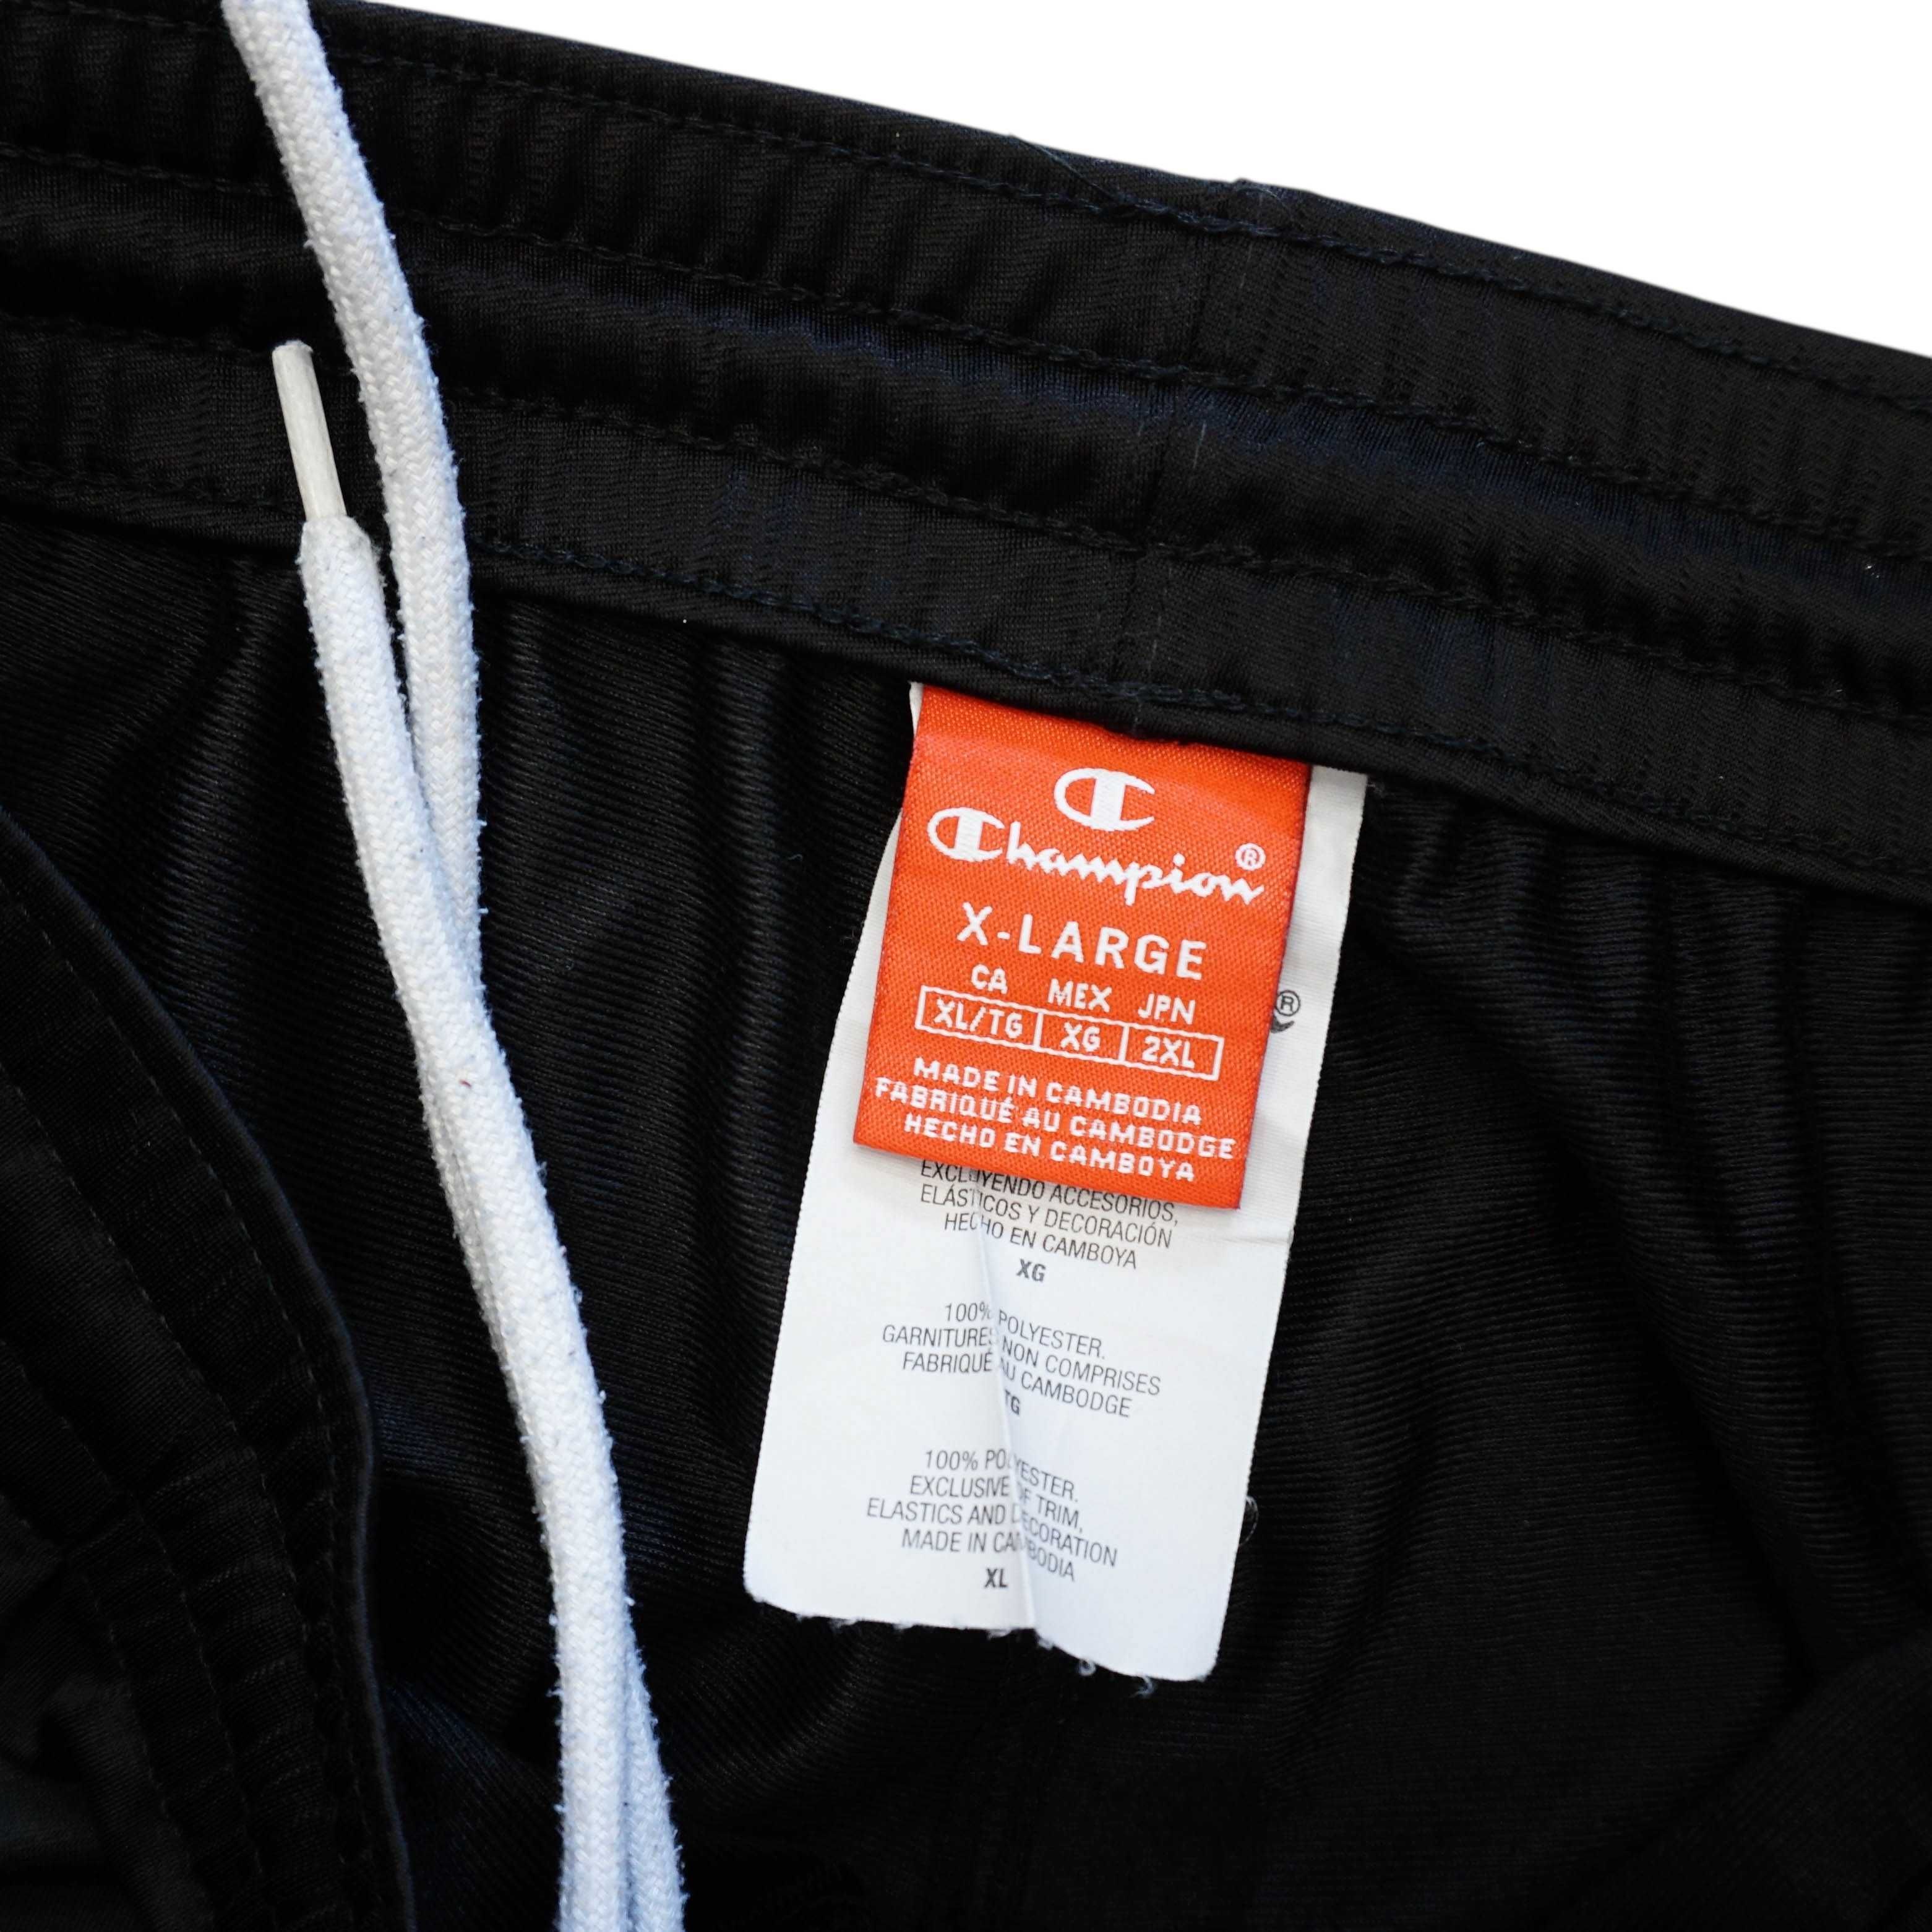 Champion®
X-LARGE
CA MEX JPN
XL/TG XG 2XL
MADE IN CAMBODIA
FABRIQUÉ AU CAMBODGE
HECHO EN CAMBOYA
®
EXCLUYENDO ACCESORIOS,
ELÁSTICOS Y DECORACIÓN
HECHO EN CAMBOYA
XG
100% POLYESTER.
GARNITURES NON COMPRISES
FABRIQUÉ AU CAMBODGE
TG
100% POLYESTER.
EXCLUSIVE OF TRIM,
ELASTICS AND DECORATION
MADE IN CAMBODIA
XL